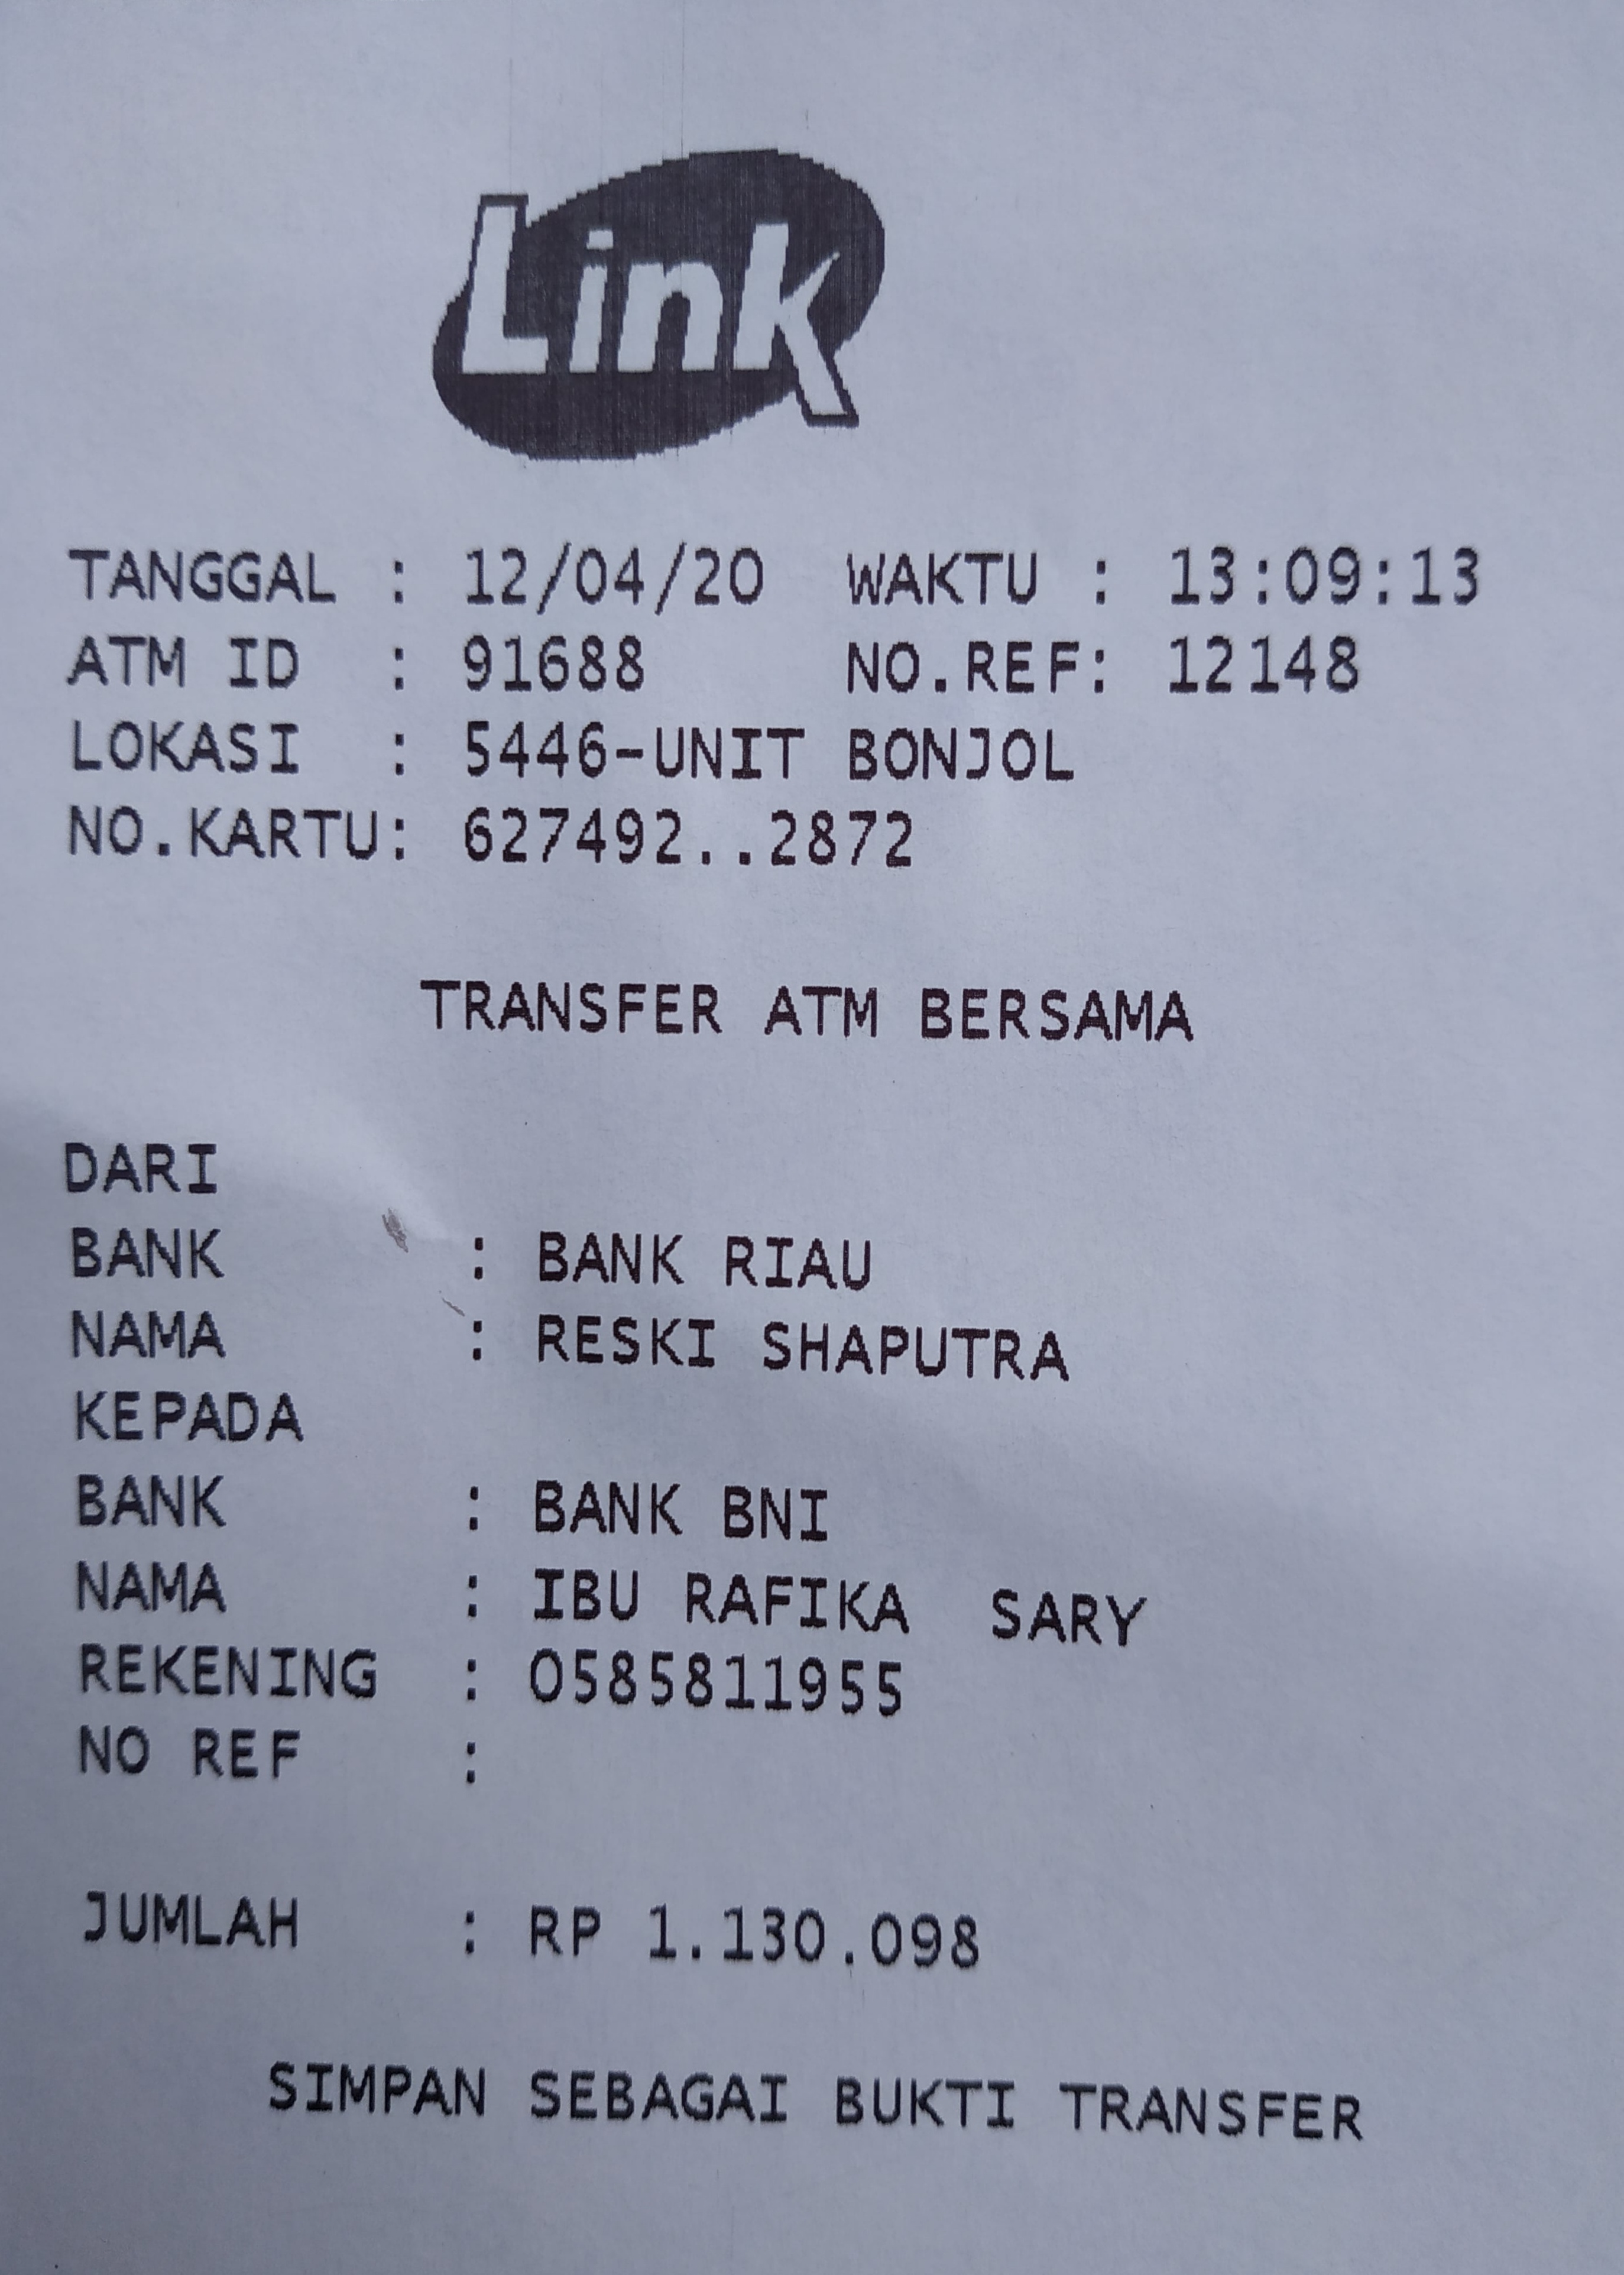 Link
TANGGAL : 12/04/20 WAKTU : 13:09:13
ATM ID : 91688 NO.REF: 12148
LOKASI : 5446-UNIT BONJOL
NO.KARTU: 627492..2872
TRANSFER ATM BERSAMA
DARI
BANK : BANK RIAU
NAMA : RESKI SHAPUTRA
KEPADA
BANK : BANK BNI
NAMA : IBU RAFIKA SARY
REKENING : 0585811955
NO REF :
JUMLAH : RP 1.130.098
SIMPAN SEBAGAI BUKTI TRANSFER